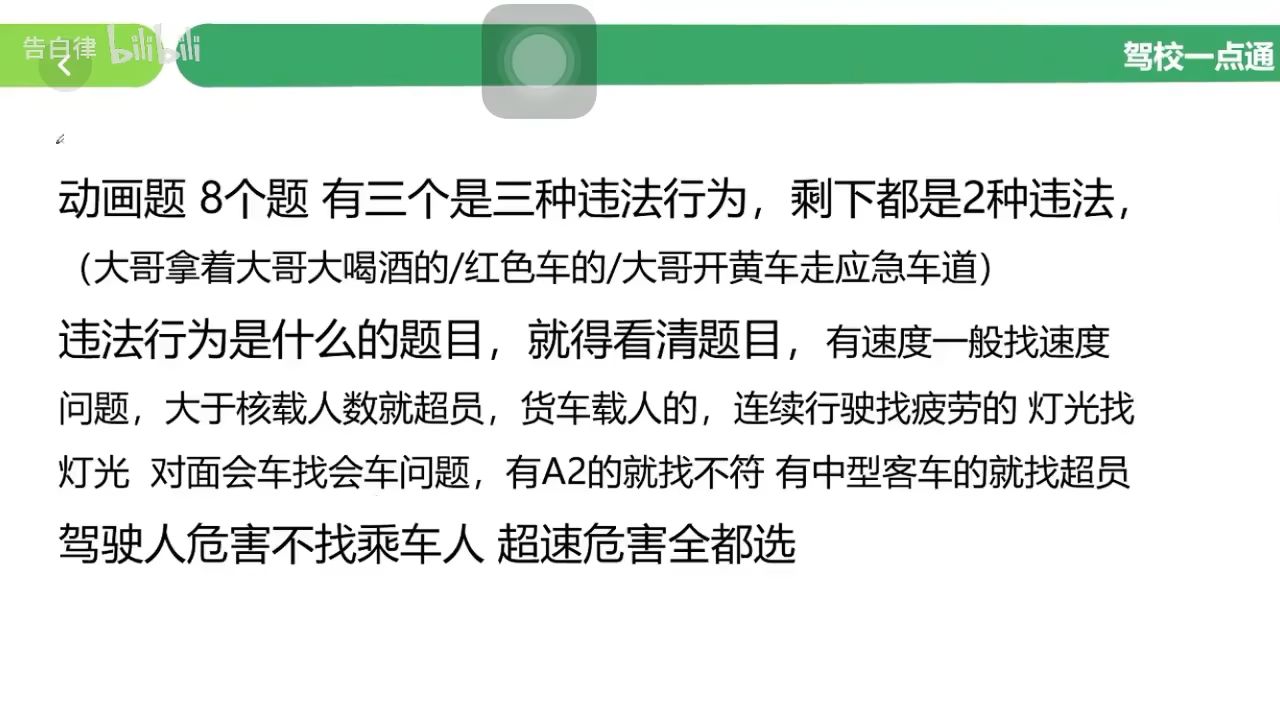 告白律 bilibili
驾校一点通
动画题 8个题 有三个是三种违法行为，剩下都是2种违法，
（大哥拿着大哥大喝酒的/红色车的/大哥开黄车走应急车道）
违法行为是什么的题目，就得看清题目，有速度一般找速度
问题，大于核载人数就超员，货车载人的，连续行驶找疲劳的 灯光找
灯光 对面会车找会车问题，有A2的就找不符 有中型客车的就找超员
驾驶人危害不找乘车人 超速危害全都选